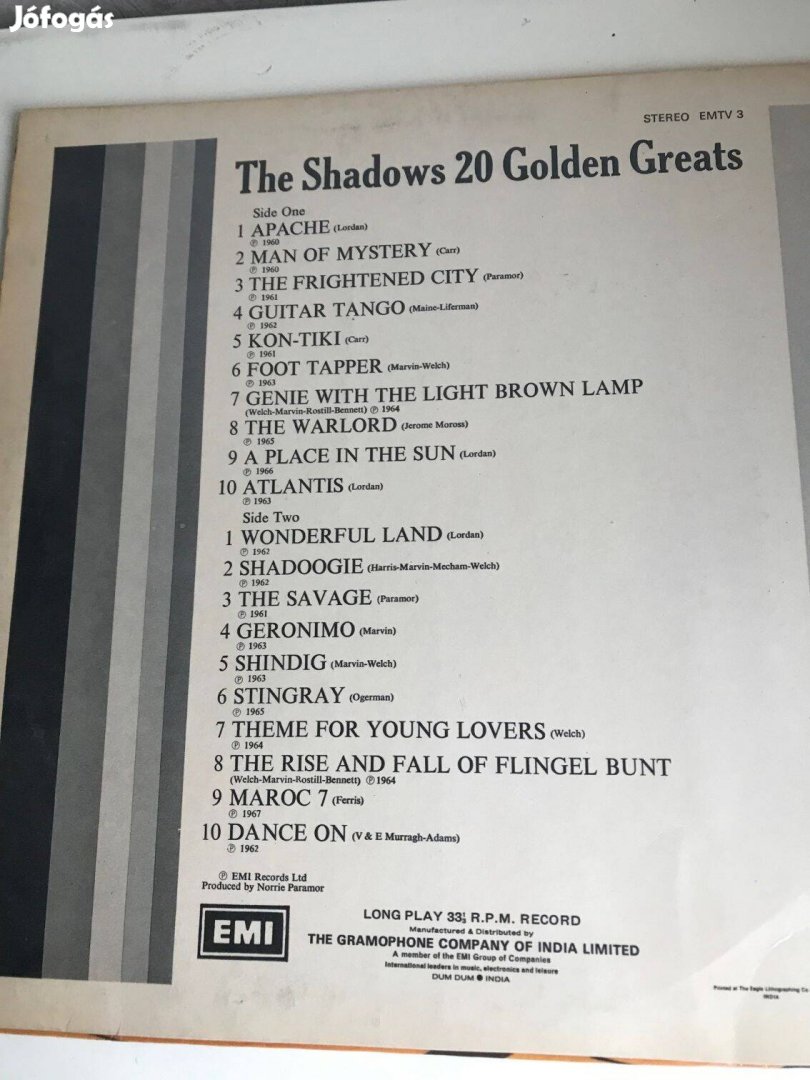 Jófogás
STEREO EMTV 3
The Shadows 20 Golden Greats
Side One
1 APACHE (Lordan)
℗ 1960
2 MAN OF MYSTERY (Carr)
℗ 1960
3 THE FRIGHTENED CITY (Paramor)
℗ 1961
4 GUITAR TANGO (Maine-Liferman)
℗ 1962
5 KON-TIKI (Carr)
℗ 1961
6 FOOT TAPPER (Marvin-Welch)
℗ 1963
7 GENIE WITH THE LIGHT BROWN LAMP
(Welch-Marvin-Rostill-Bennett) ℗ 1964
8 THE WARLORD (Jerome Moross)
℗ 1965
9 A PLACE IN THE SUN (Lordan)
℗ 1966
10 ATLANTIS (Lordan)
℗ 1963
Side Two
1 WONDERFUL LAND (Lordan)
℗ 1962
2 SHADOOGIE (Harris-Marvin-Mecham-Welch)
℗ 1962
3 THE SAVAGE (Paramor)
℗ 1961
4 GERONIMO (Marvin)
℗ 1963
5 SHINDIG (Marvin-Welch)
℗ 1963
6 STINGRAY (Ogerman)
℗ 1965
7 THEME FOR YOUNG LOVERS (Welch)
℗ 1964
8 THE RISE AND FALL OF FLINGEL BUNT
(Welch-Marvin-Rostill-Bennett) ℗ 1964
9 MAROC 7 (Ferris)
℗ 1967
10 DANCE ON (V & E Murragh-Adams)
℗ 1962
℗ EMI Records Ltd
Produced by Norrie Paramor
EMI
LONG PLAY 33⅓ R.P.M. RECORD
Manufactured & Distributed by
THE GRAMOPHONE COMPANY OF INDIA LIMITED
A member of the EMI Group of Companies
International leaders in music, electronics and leisure
DUM DUM ● INDIA
Printed at The Eagle Lithographing Co
INDIA